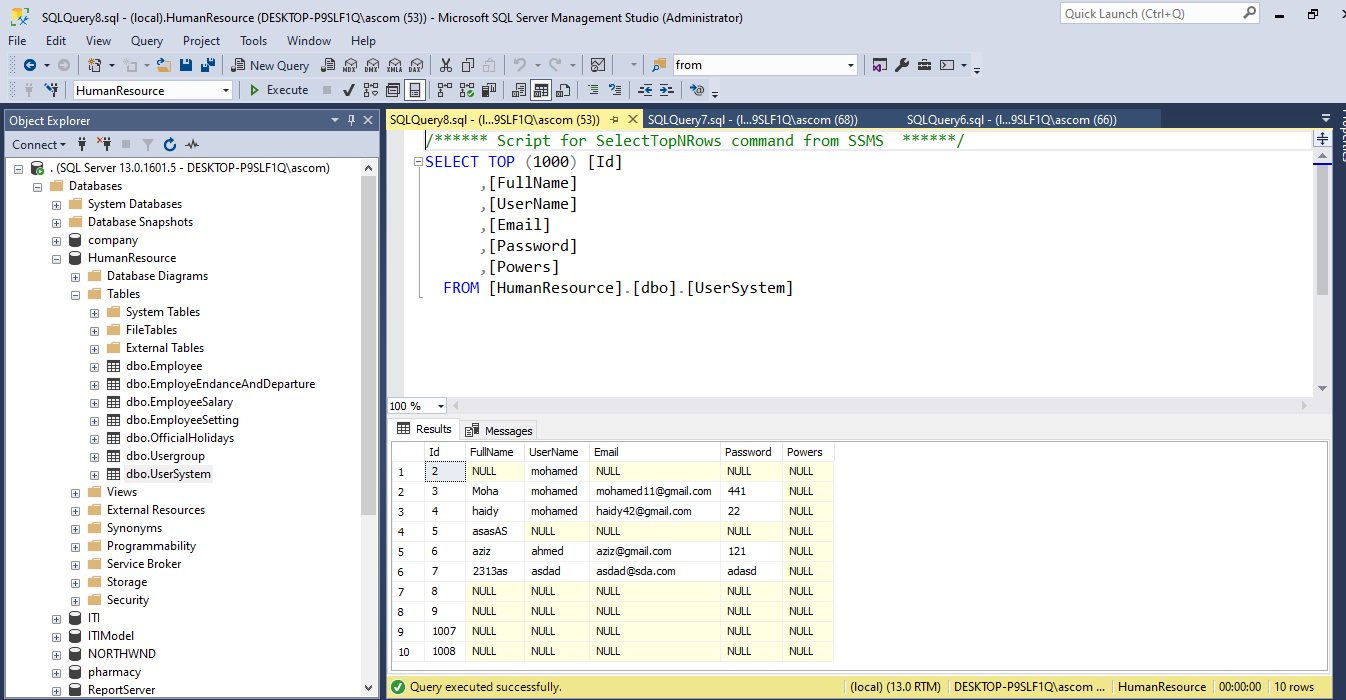 SQLQuery8.sql - (local).HumanResource (DESKTOP-P9SLF1Q\ascom (53)) - Microsoft SQL Server Management Studio (Administrator)
Quick Launch (Ctrl+Q)
File Edit View Query Project Tools Window Help
New Query MDX DMX XMLA DAX from
HumanResource Execute
Object Explorer
Connect
. (SQL Server 13.0.1601.5 - DESKTOP-P9SLF1Q\ascom)
Databases
System Databases
Database Snapshots
company
HumanResource
Database Diagrams
Tables
System Tables
FileTables
External Tables
dbo.Employee
dbo.EmployeEndanceAndDeparture
dbo.EmployeeSalary
dbo.EmployeeSetting
dbo.OfficialHolidays
dbo.Usergroup
dbo.UserSystem
Views
External Resources
Synonyms
Programmability
Service Broker
Storage
Security
ITI
ITIModel
NORTHWND
pharmacy
ReportServer
SQLQuery8.sql - (l...9SLF1Q\ascom (53)) SQLQuery7.sql - (l...9SLF1Q\ascom (68)) SQLQuery6.sql - (l...9SLF1Q\ascom (66))
/****** Script for SelectTopNRows command from SSMS ******/
SELECT TOP (1000) [Id]
,[FullName]
,[UserName]
,[Email]
,[Password]
,[Powers]
FROM [HumanResource].[dbo].[UserSystem]
100 %
Results Messages
Id FullName UserName Email Password Powers
1 2 NULL mohamed NULL NULL NULL
2 3 Moha mohamed mohamed11@gmail.com 441 NULL
3 4 haidy mohamed haidy42@gmail.com 22 NULL
4 5 asasAS NULL NULL NULL NULL
5 6 aziz ahmed aziz@gmail.com 121 NULL
6 7 2313as asdad asdad@sda.com adasd NULL
7 8 NULL NULL NULL NULL NULL
8 9 NULL NULL NULL NULL NULL
9 1007 NULL NULL NULL NULL NULL
10 1008 NULL NULL NULL NULL NULL
Query executed successfully. (local) (13.0 RTM) DESKTOP-P9SLF1Q\ascom ... HumanResource 00:00:00 10 rows